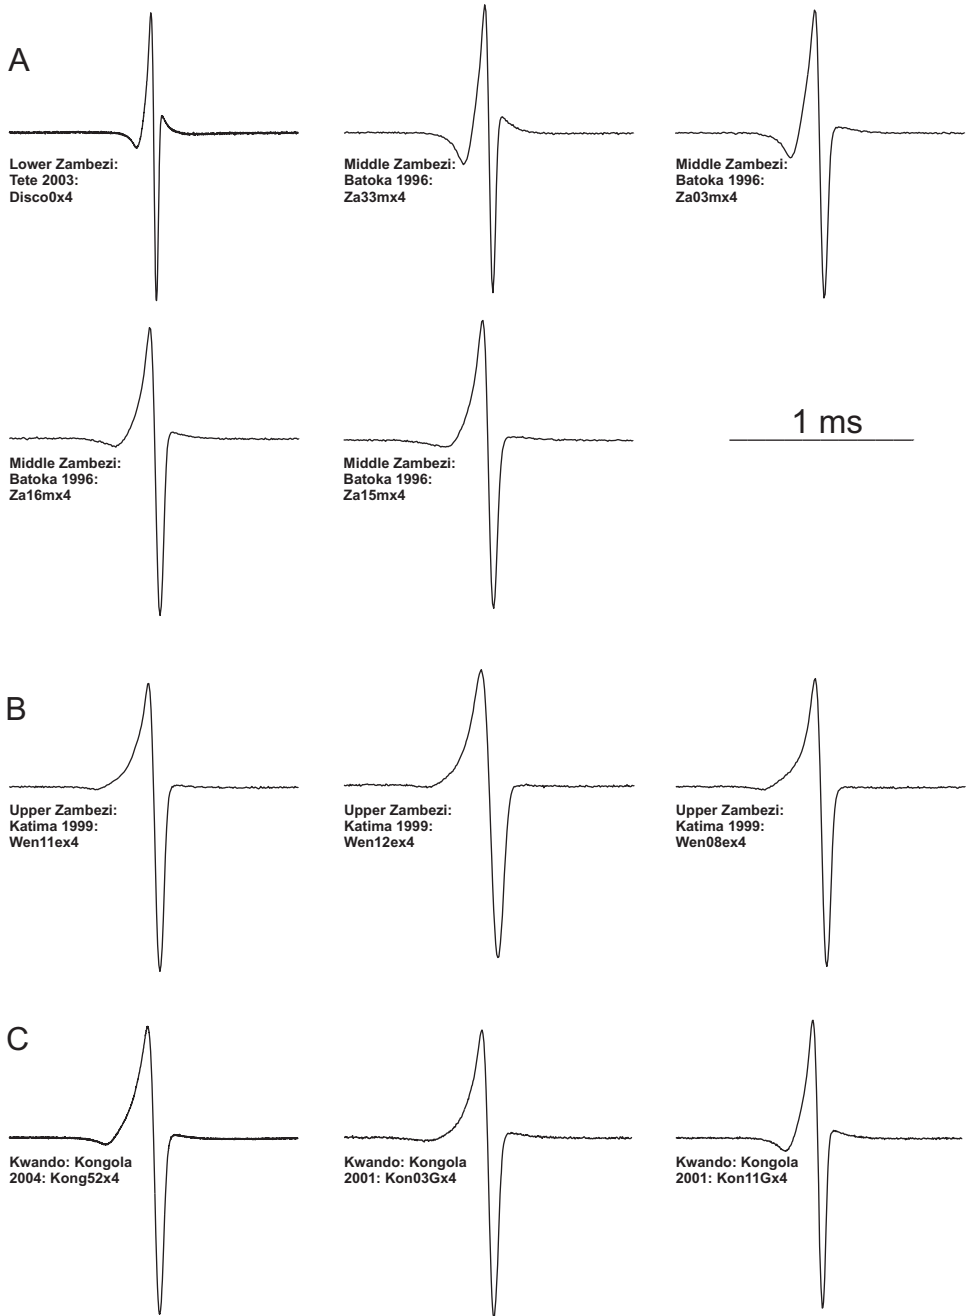 A
Lower Zambezi:
Tete 2003:
Disco0x4
Middle Zambezi:
Batoka 1996:
Za33mx4
Middle Zambezi:
Batoka 1996:
Za03mx4
Middle Zambezi:
Batoka 1996:
Za16mx4
Middle Zambezi:
Batoka 1996:
Za15mx4
1 ms
B
Upper Zambezi:
Katima 1999:
Wen11ex4
Upper Zambezi:
Katima 1999:
Wen12ex4
Upper Zambezi:
Katima 1999:
Wen08ex4
C
Kwando: Kongola
2004: Kong52x4
Kwando: Kongola
2001: Kon03Gx4
Kwando: Kongola
2001: Kon11Gx4